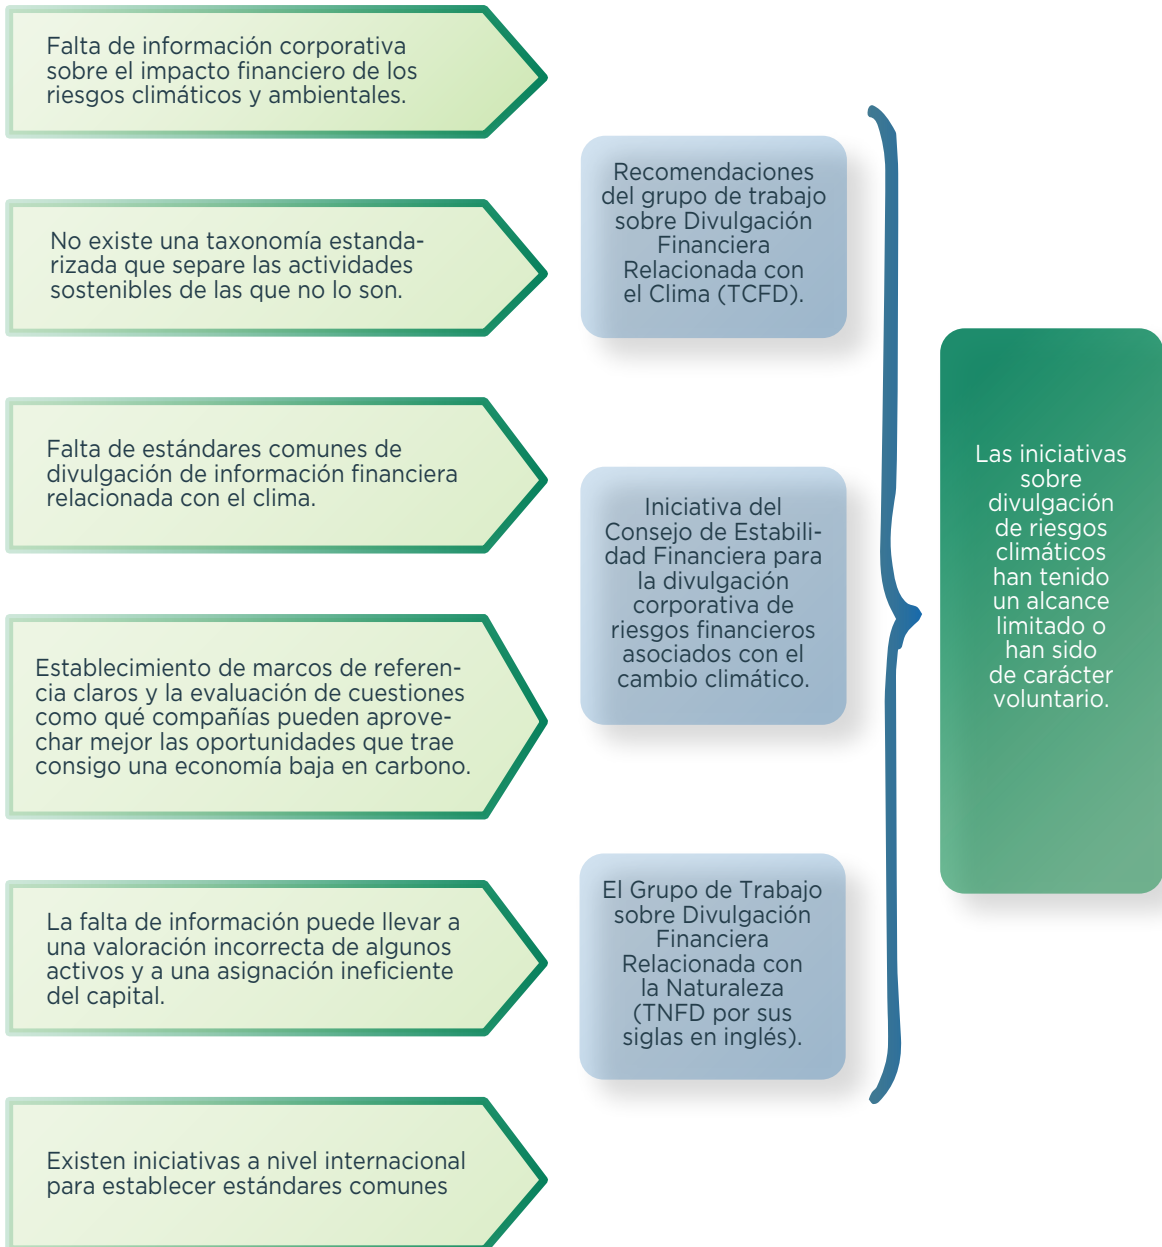 Falta de información corporativa
sobre el impacto financiero de los
riesgos climáticos y ambientales.
No existe una taxonomía estanda-
rizada que separe las actividades
sostenibles de las que no lo son.
Falta de estándares comunes de
divulgación de información financiera
relacionada con el clima.
Establecimiento de marcos de referen-
cia claros y la evaluación de cuestiones
como qué compañías pueden aprove-
char mejor las oportunidades que trae
consigo una economía baja en carbono.
La falta de información puede llevar a
una valoración incorrecta de algunos
activos y a una asignación ineficiente
del capital.
Existen iniciativas a nivel internacional
para establecer estándares comunes
Recomendaciones
del grupo de trabajo
sobre Divulgación
Financiera
Relacionada con
el Clima (TCFD).
Iniciativa del
Consejo de Estabili-
dad Financiera para
la divulgación
corporativa de
riesgos financieros
asociados con el
cambio climático.
El Grupo de Trabajo
sobre Divulgación
Financiera
Relacionada con
la Naturaleza
(TNFD por sus
siglas en inglés).
Las iniciativas
sobre
divulgación
de riesgos
climáticos
han tenido
un alcance
limitado o
han sido
de carácter
voluntario.